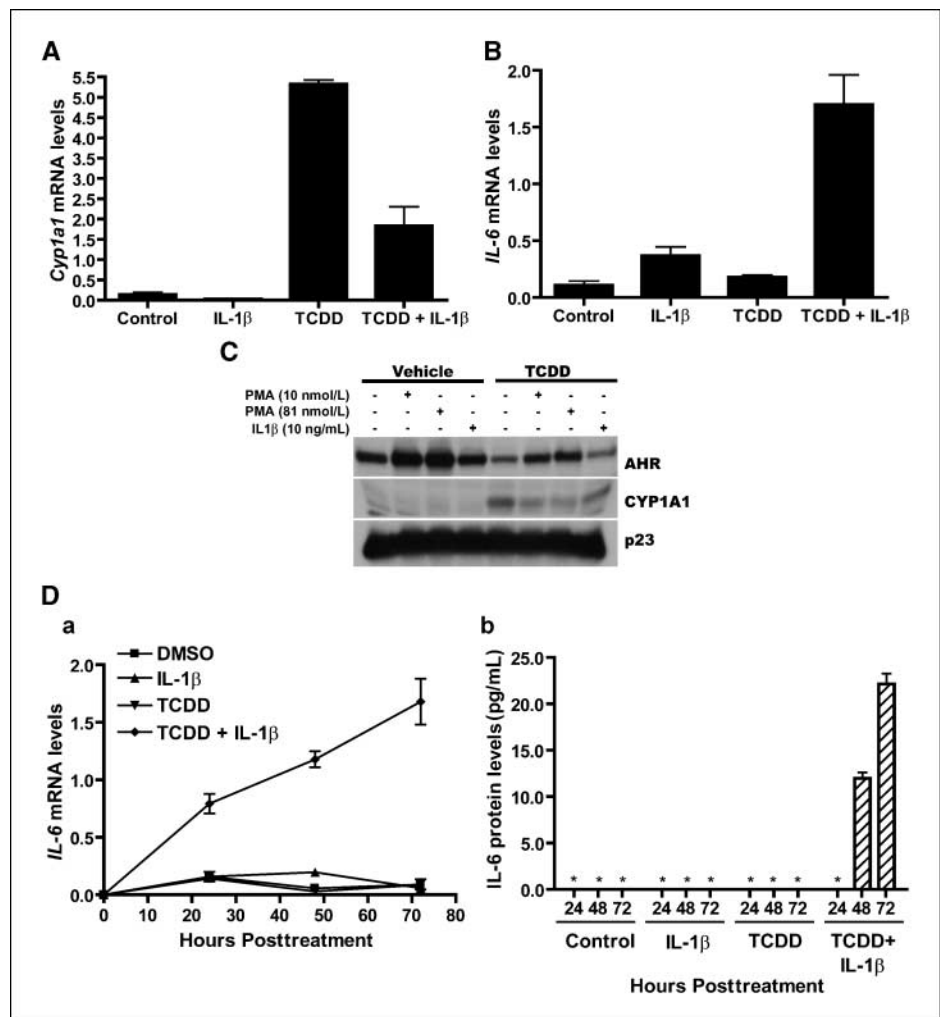 A
Cyp1a1 mRNA levels
5.5
5.0
4.5
4.0
3.5
3.0
2.5
2.0
1.5
1.0
0.5
0.0
Control IL-1β TCDD TCDD + IL-1β
B
IL-6 mRNA levels
2.0
1.5
1.0
0.5
0.0
Control IL-1β TCDD TCDD + IL-1β
C
Vehicle TCDD
PMA (10 nmol/L) - + - - - + - -
PMA (81 nmol/L) - - + - - - + -
IL1β (10 ng/mL) - - - + - - - +
AHR
CYP1A1
p23
D
a
DMSO
IL-1β
TCDD
TCDD + IL-1β
IL-6 mRNA levels
2.0
1.5
1.0
0.5
0.0
0 10 20 30 40 50 60 70 80
Hours Posttreatment
b
IL-6 protein levels (pg/mL)
25.0
20.0
15.0
10.0
5.0
0.0
* * * * * * * * * *
24 48 72 24 48 72 24 48 72 24 48 72
Control IL-1β TCDD TCDD+
IL-1β
Hours Posttreatment